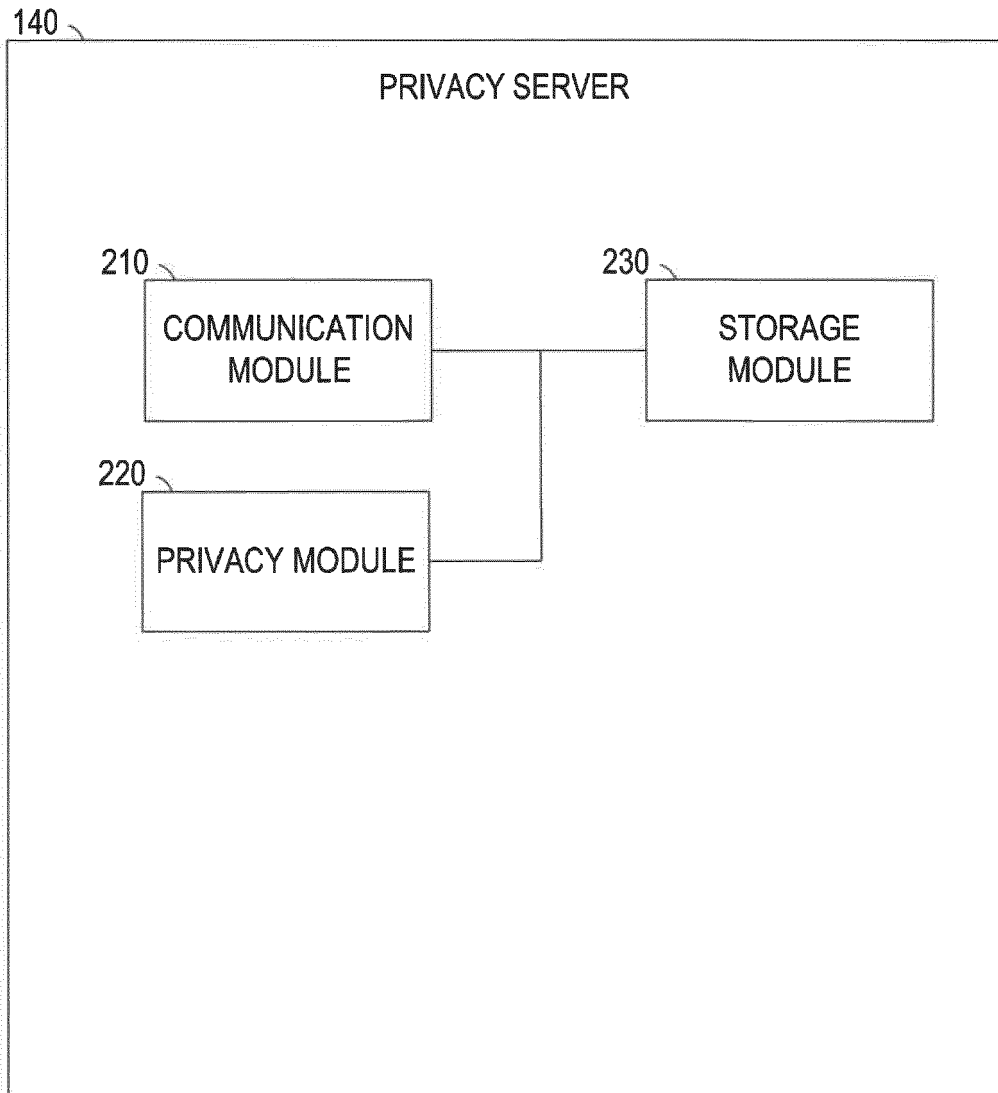 140
PRIVACY SERVER
210
COMMUNICATION
MODULE
230
STORAGE
MODULE
220
PRIVACY MODULE